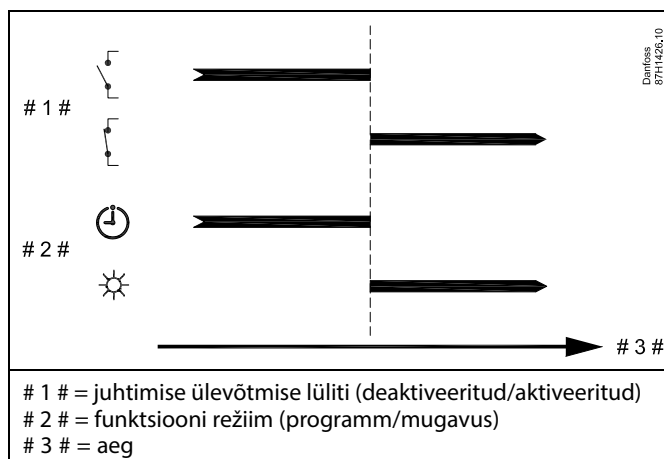 Danfoss
87H1426.10
# 1 #
# 2 #
# 3 #
# 1 # = juhtimise ülevõtmise lüliti (deaktiveeritud/aktiveeritud)
# 2 # = funktsiooni režiim (programm/mugavus)
# 3 # = aeg